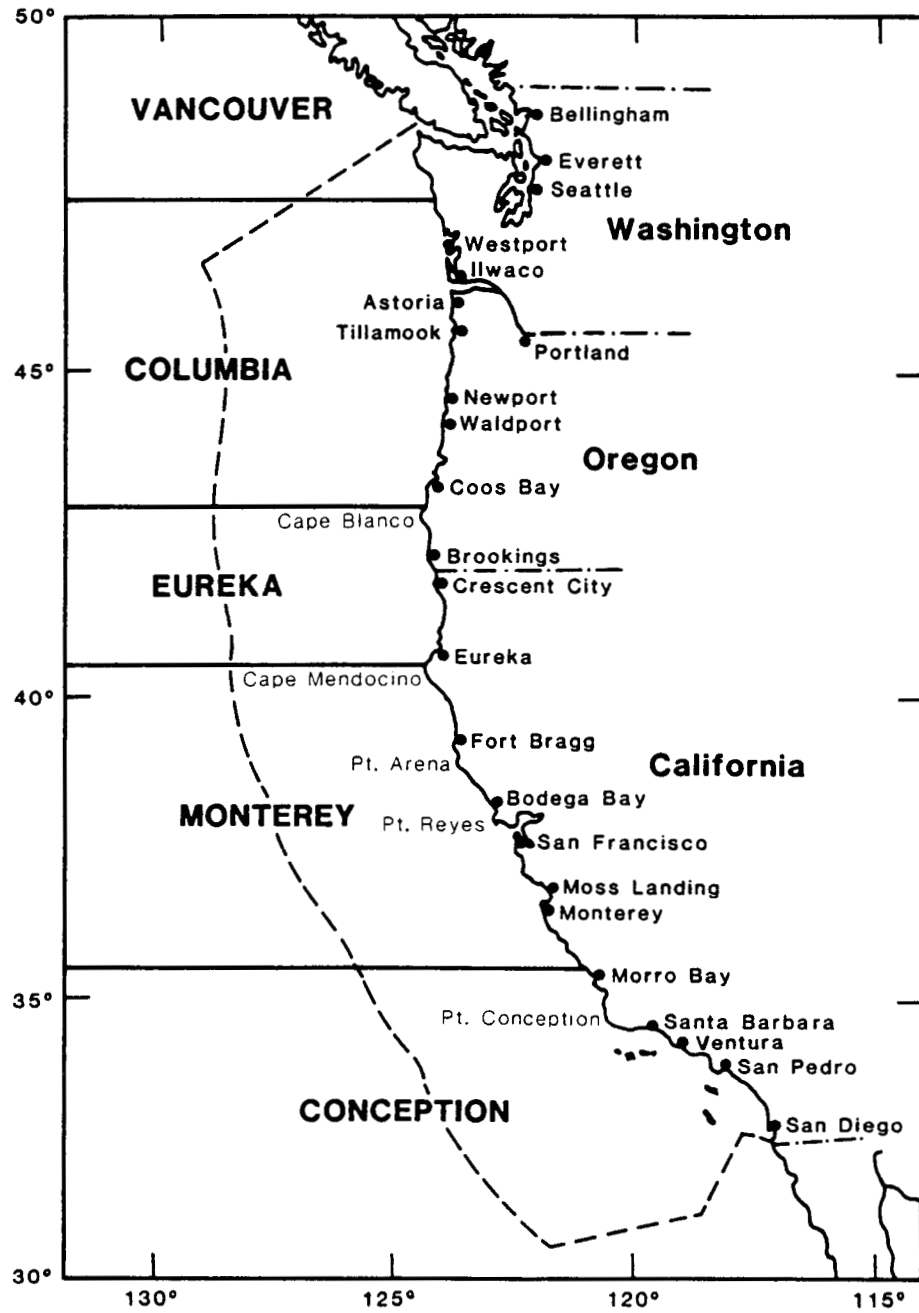 50°
VANCOUVER
Bellingham
Everett
Seattle
Washington
Westport
Ilwaco
Astoria
Tillamook
Portland
45°
COLUMBIA
Newport
Waldport
Oregon
Coos Bay
Cape Blanco
Brookings
EUREKA
Crescent City
Eureka
Cape Mendocino
40°
Fort Bragg
Pt. Arena
California
Bodega Bay
MONTEREY
Pt. Reyes
San Francisco
Moss Landing
Monterey
Morro Bay
35°
Pt. Conception
Santa Barbara
Ventura
San Pedro
CONCEPTION
San Diego
30°
130° 125° 120° 115°